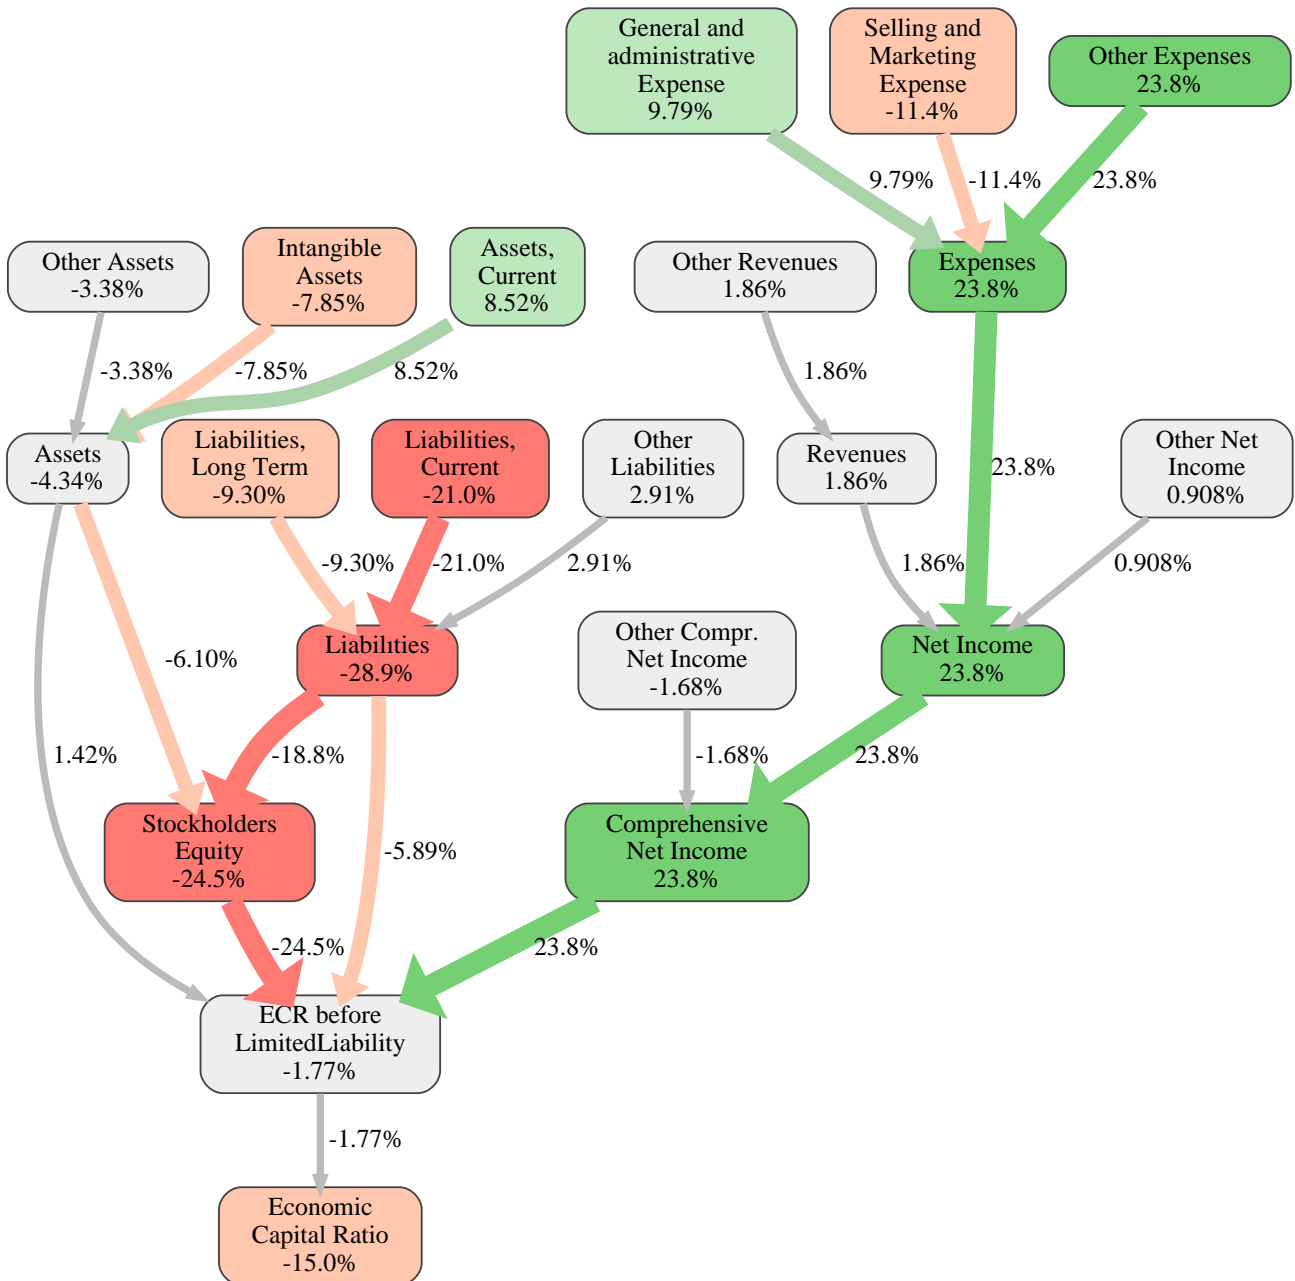 General and
administrative
Expense
9.79%
Selling and
Marketing
Expense
-11.4%
Other Expenses
23.8%
9.79%
-11.4%
23.8%
Other Assets
-3.38%
Intangible
Assets
-7.85%
Assets,
Current
8.52%
Other Revenues
1.86%
Expenses
23.8%
-3.38%
-7.85%
8.52%
1.86%
23.8%
Assets
-4.34%
Liabilities,
Long Term
-9.30%
Liabilities,
Current
-21.0%
Other
Liabilities
2.91%
Revenues
1.86%
Other Net
Income
0.908%
-9.30%
-21.0%
2.91%
1.86%
0.908%
-6.10%
Liabilities
-28.9%
Other Compr.
Net Income
-1.68%
Net Income
23.8%
1.42%
-18.8%
-1.68%
23.8%
Stockholders
Equity
-24.5%
-5.89%
Comprehensive
Net Income
23.8%
-24.5%
23.8%
ECR before
LimitedLiability
-1.77%
-1.77%
Economic
Capital Ratio
-15.0%